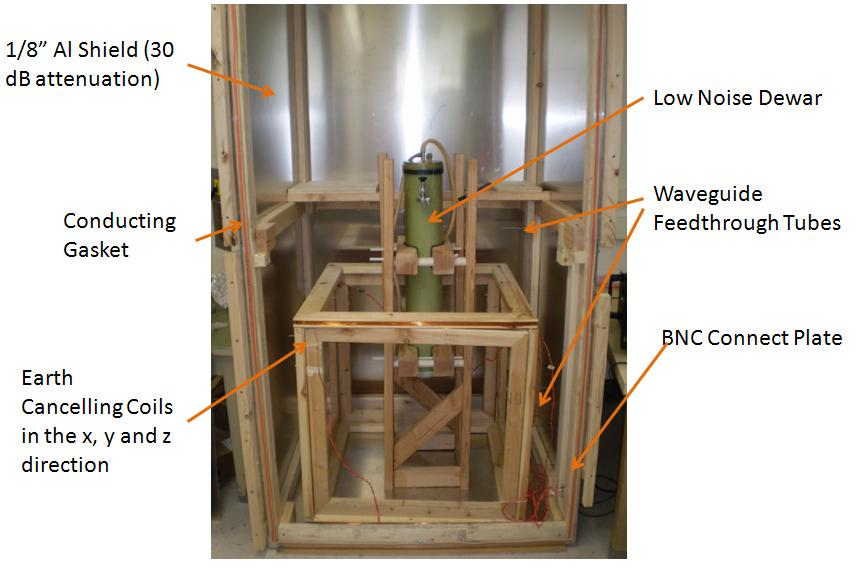 1/8” Al Shield (30
dB attenuation)
Low Noise Dewar
Waveguide
Feedthrough Tubes
Conducting
Gasket
BNC Connect Plate
Earth
Cancelling Coils
in the x, y and z
direction